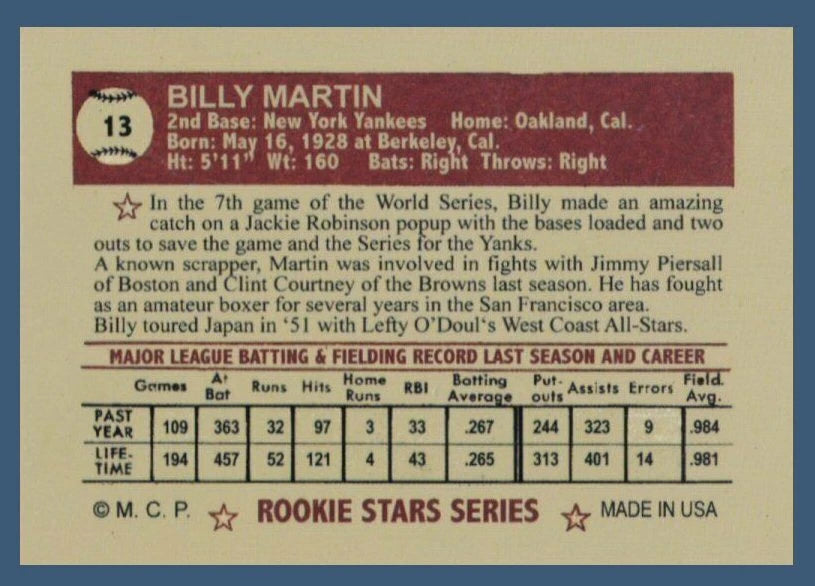 13
BILLY MARTIN
2nd Base: New York Yankees Home: Oakland, Cal.
Born: May 16, 1928 at Berkeley, Cal.
Ht: 5'11" Wt: 160 Bats: Right Throws: Right
In the 7th game of the World Series, Billy made an amazing
catch on a Jackie Robinson popup with the bases loaded and two
outs to save the game and the Series for the Yanks.
A known scrapper, Martin was involved in fights with Jimmy Piersall
of Boston and Clint Courtney of the Browns last season. He has fought
as an amateur boxer for several years in the San Francisco area.
Billy toured Japan in ‘51 with Lefty O’Doul‘s West Coast All-Stars.
MAJOR LEAGUE BATTING & FIELDING RECORD LAST SEASON AND CAREER
Games At Bat Runs Hits Home Runs RBI Batting Average Put-outs Assists Errors Field. Avg.
PAST YEAR 109 363 32 97 3 33 .267 244 323 9 .984
LIFE-TIME 194 457 52 121 4 43 .265 313 401 14 .981
© M. C. P. ROOKIE STARS SERIES MADE IN USA